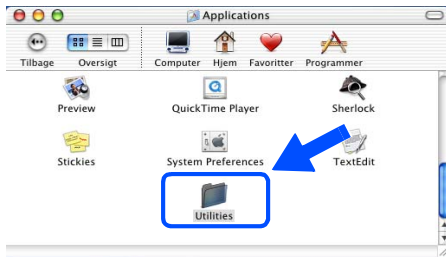 Applications
Tilbage Oversigt Computer Hjem Favoritter Programmer
Preview QuickTime Player Sherlock
Stickies System Preferences TextEdit
Utilities